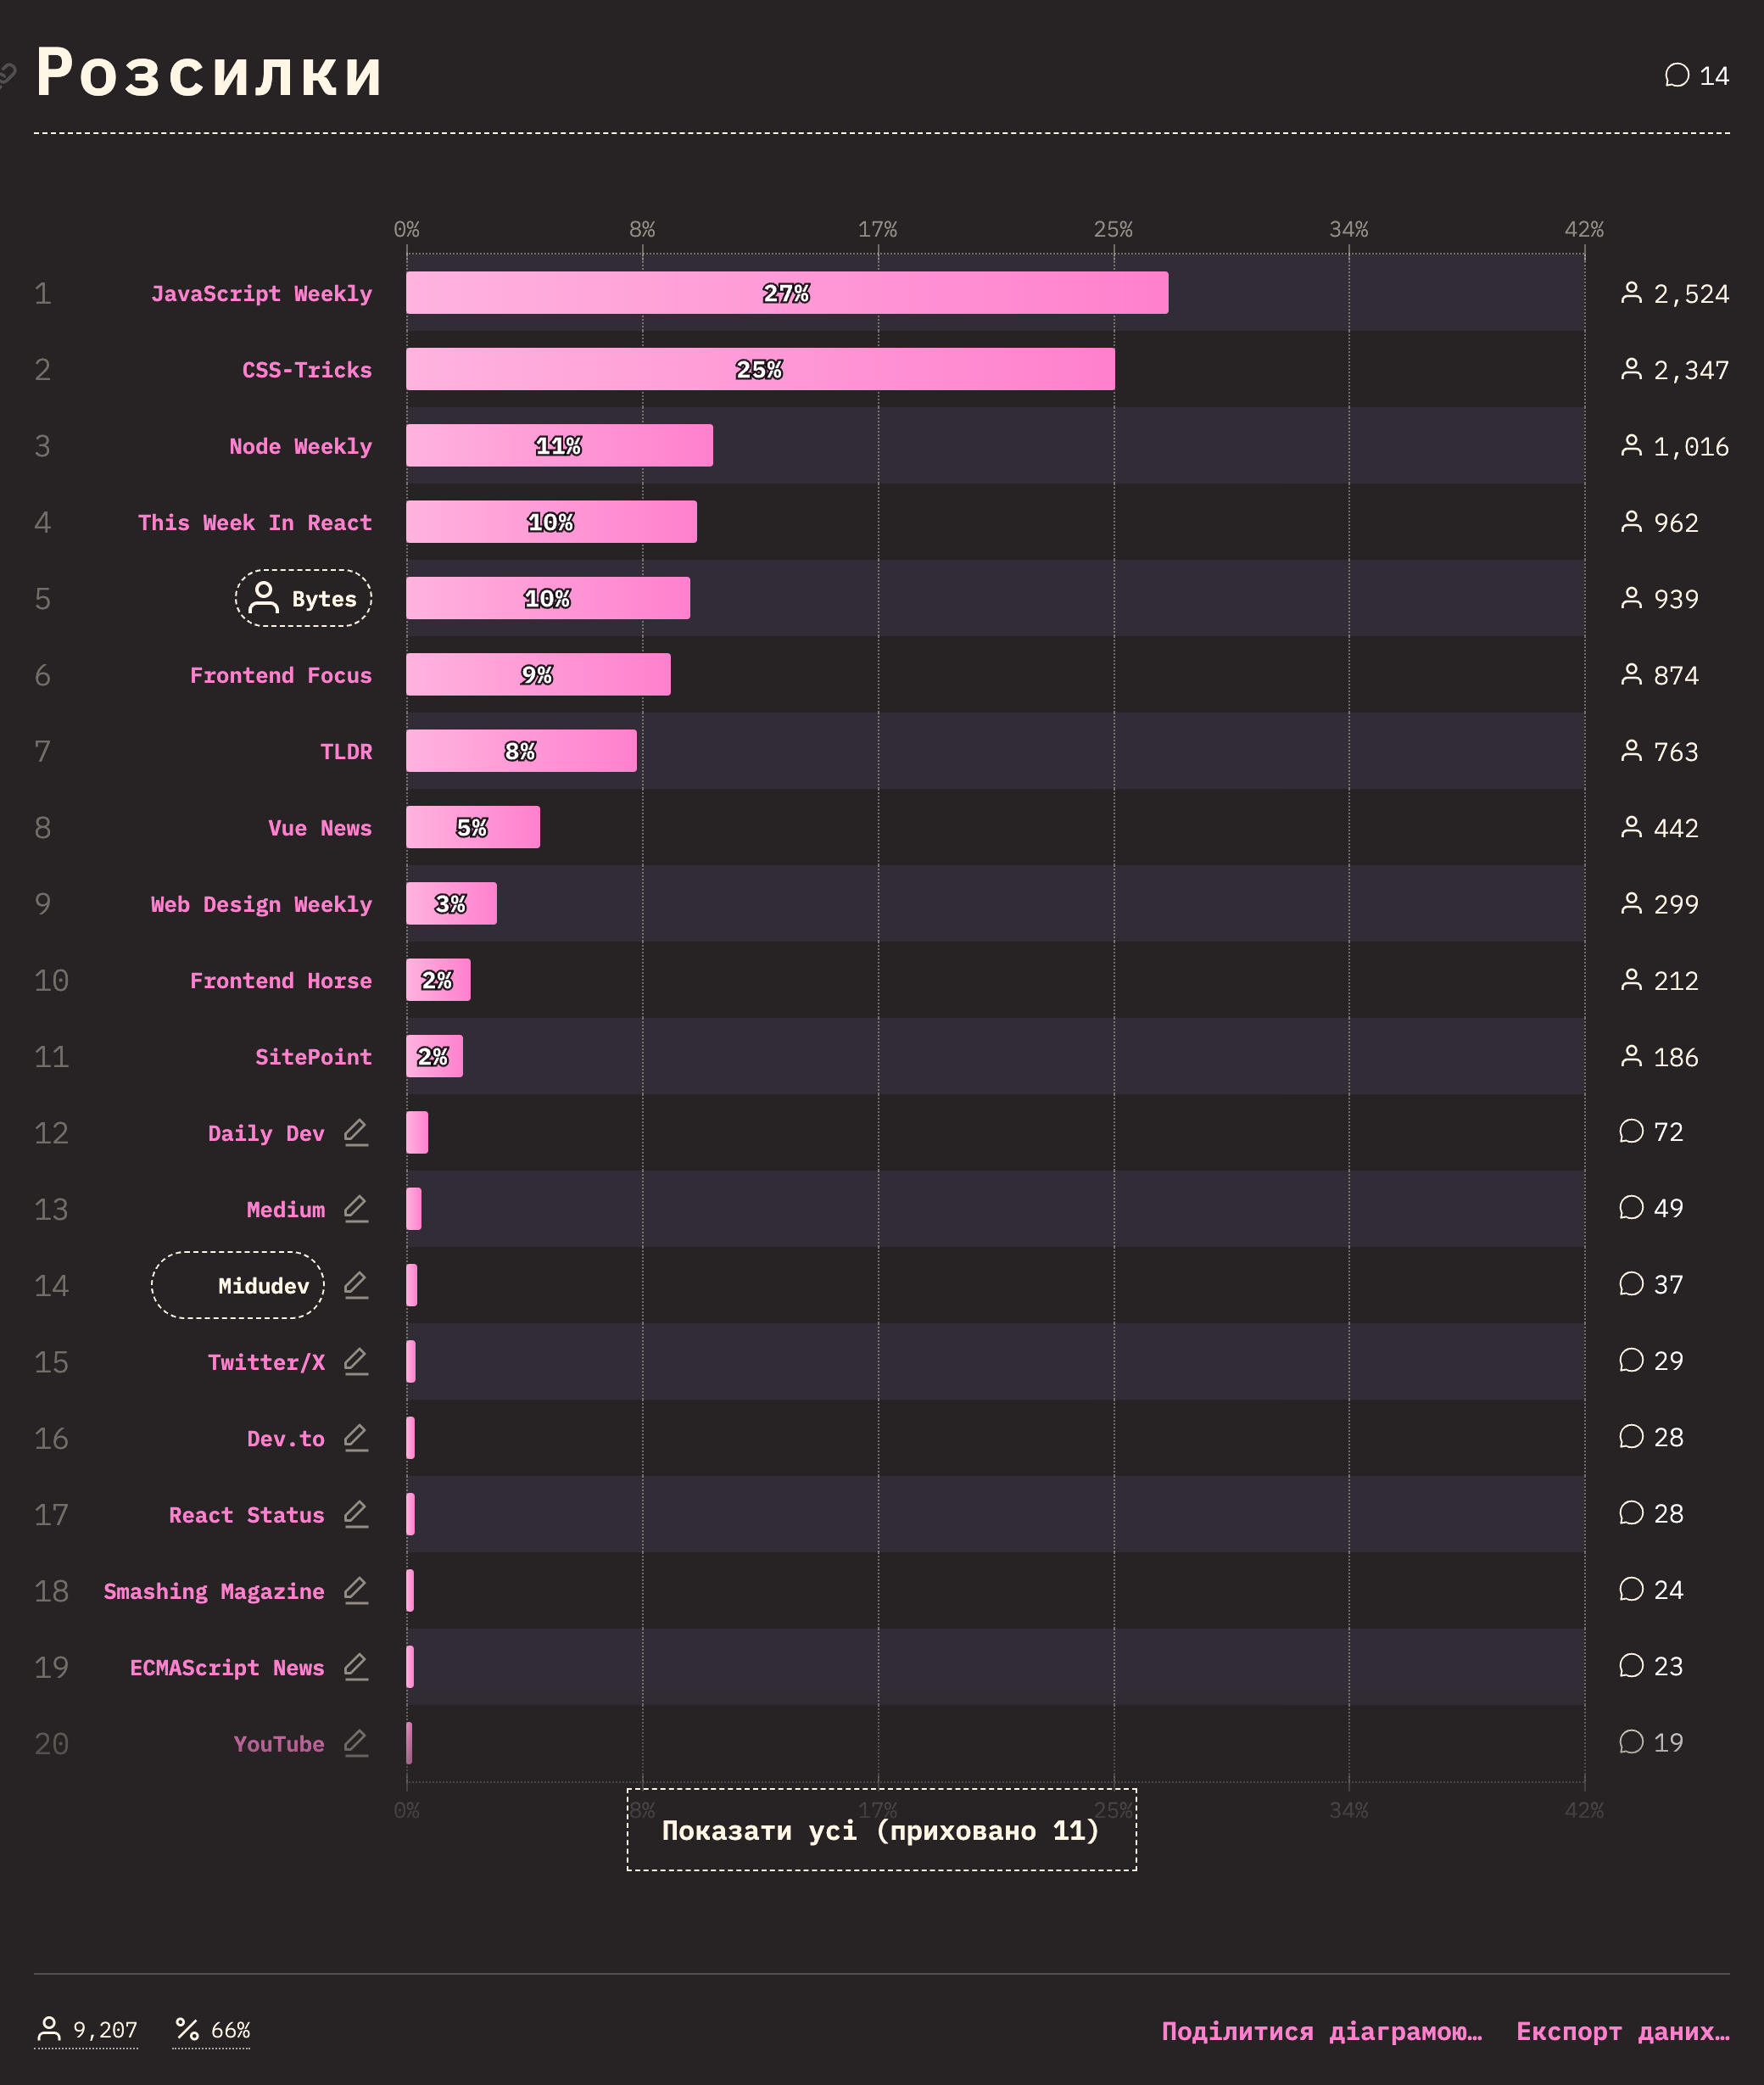 Розсилки
14
0% 8% 17% 25% 34% 42%
1 JavaScript Weekly 27% 2,524
2 CSS-Tricks 25% 2,347
3 Node Weekly 11% 1,016
4 This Week In React 10% 962
5 Bytes 10% 939
6 Frontend Focus 9% 874
7 TLDR 8% 763
8 Vue News 5% 442
9 Web Design Weekly 3% 299
10 Frontend Horse 2% 212
11 SitePoint 2% 186
12 Daily Dev 72
13 Medium 49
14 Midudev 37
15 Twitter/X 29
16 Dev.to 28
17 React Status 28
18 Smashing Magazine 24
19 ECMAScript News 23
20 YouTube 19
0% 8% 17% 25% 34% 42%
Показати усі (приховано 11)
9,207 66% Поділитися діаграмою… Експорт даних…